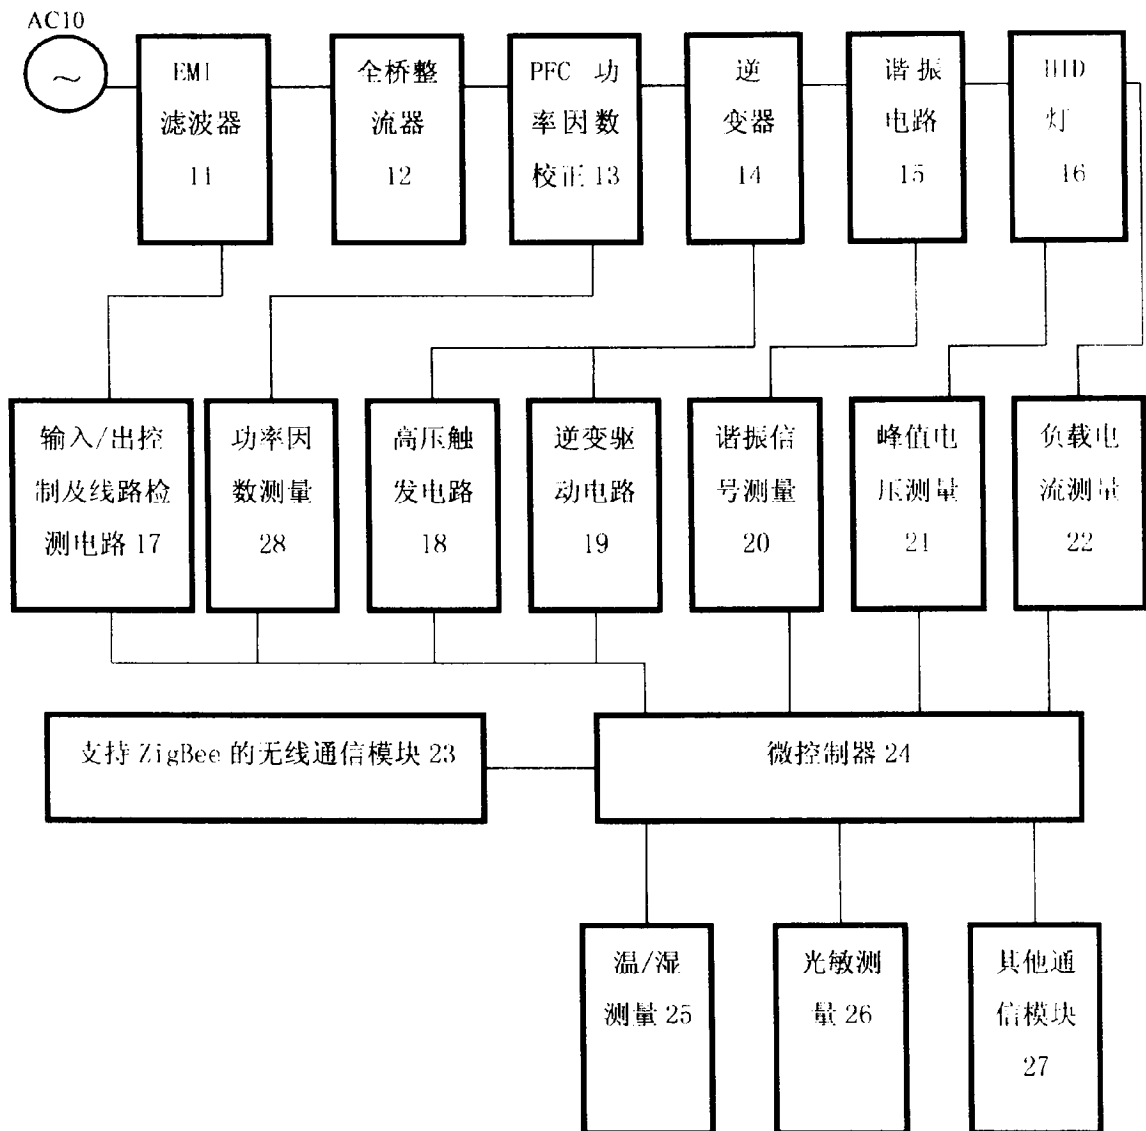 AC10
EMI
滤波器
11
全桥整
流器
12
PFC 功
率因数
校正 13
逆
变器
14
谐振
电路
15
HID
灯
16
输入/出控
制及线路检
测电路 17
功率因
数测量
28
高压触
发电路
18
逆变驱
动电路
19
谐振信
号测量
20
峰值电
压测量
21
负载电
流测量
22
支持 ZigBee 的无线通信模块 23
微控制器 24
温/湿
测量 25
光敏测
量 26
其他通
信模块
27